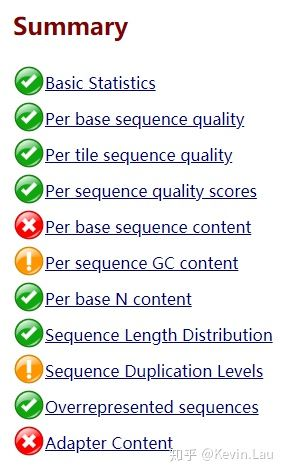 Summary
Basic Statistics
Per base sequence quality
Per tile sequence quality
Per sequence quality scores
Per base sequence content
Per sequence GC content
Per base N content
Sequence Length Distribution
Sequence Duplication Levels
Overrepresented sequences
Adapter Content
知乎 @Kevin.Lau